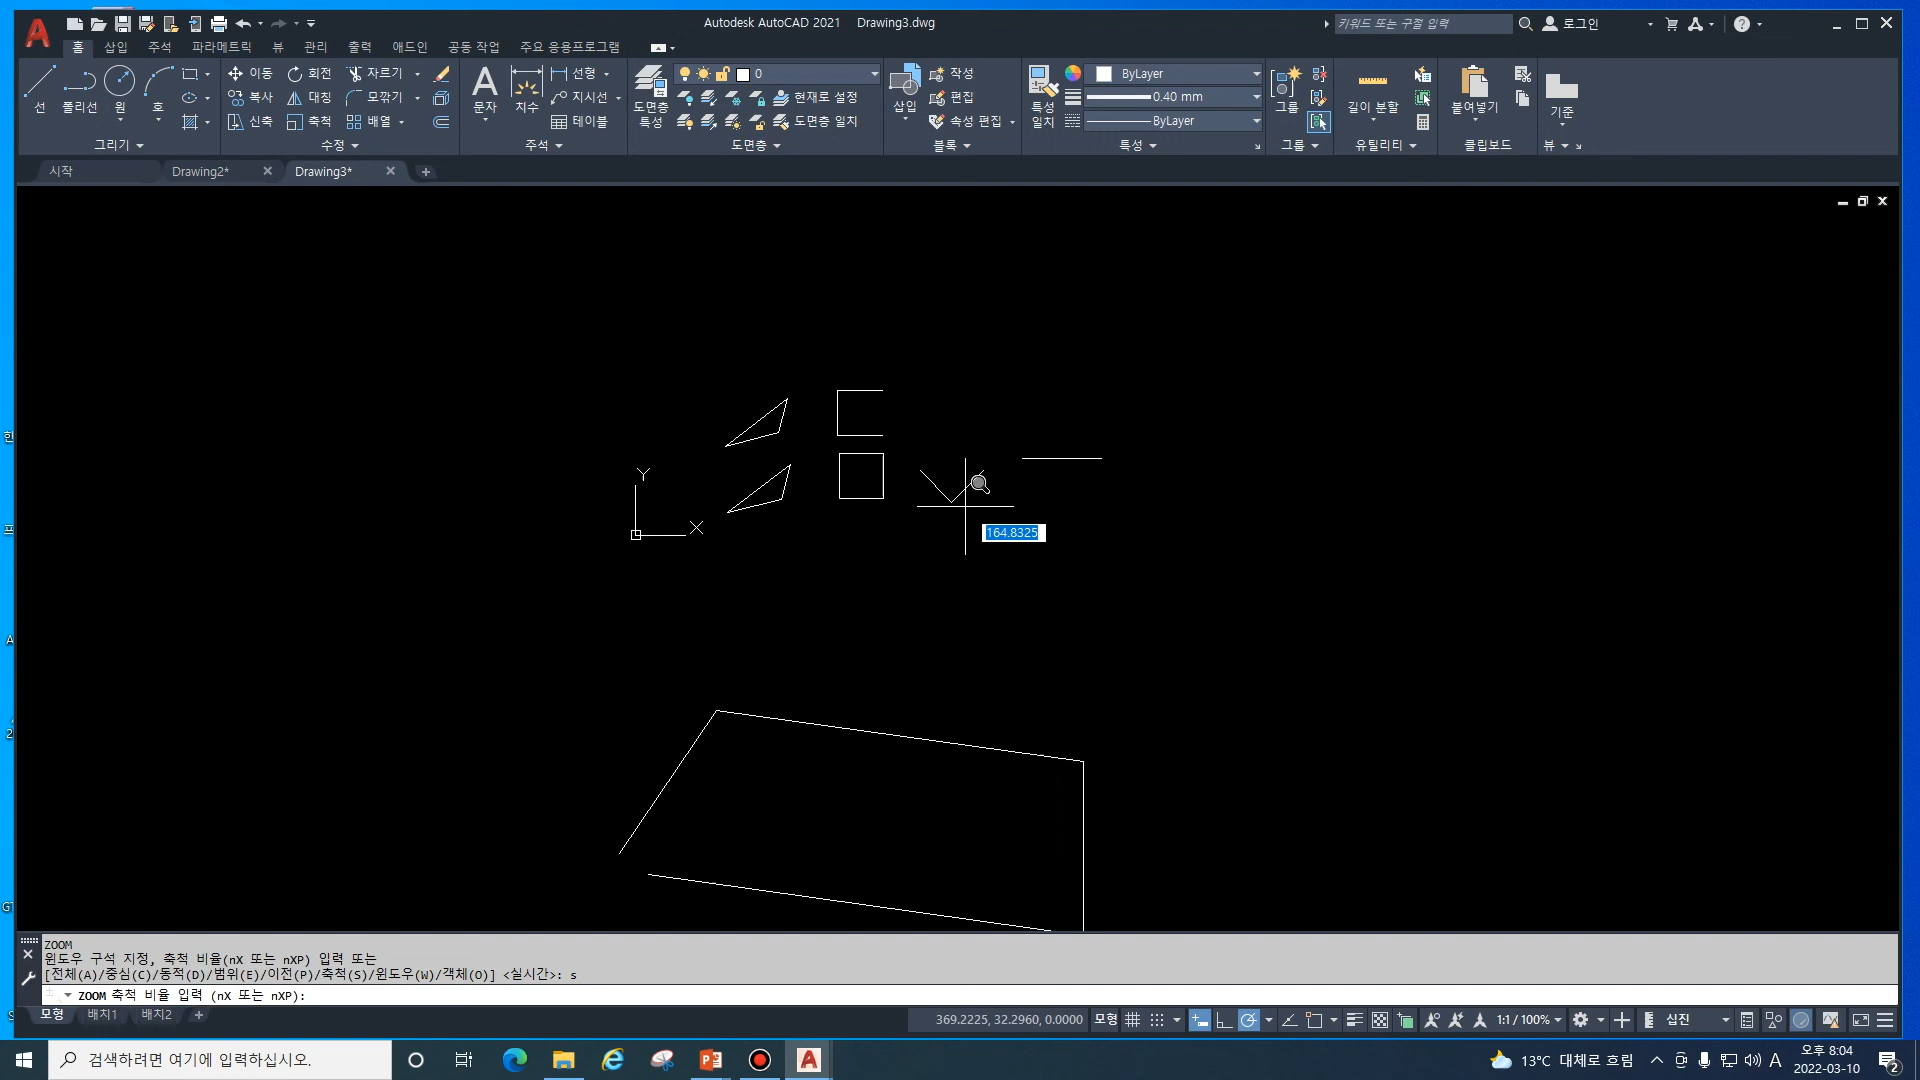 Autodesk AutoCAD 2021 Drawing3.dwg
키워드 또는 구절 입력
로그인
홈 삽입 주석 파라메트릭 뷰 관리 출력 애드인 공동 작업 주요 응용프로그램
선 폴리선 원 호
그리기
이동 회전 자르기
복사 대칭 모깎기
신축 축척 배열
수정
문자 치수
선형
지시선
테이블
주석
도면층 특성
0
현재로 설정
도면층 일치
도면층
삽입
작성
편집
속성 편집
블록
특성 일치
ByLayer
0.40 mm
ByLayer
특성
그룹
그룹
길이 분할
유틸리티
붙여넣기
클립보드
기준
뷰
시작 Drawing2* Drawing3*
Y
X
164.8325
ZOOM
윈도우 구석 지정, 축척 비율(nX 또는 nXP) 입력 또는
[전체(A)/중심(C)/동적(D)/범위(E)/이전(P)/축척(S)/윈도우(W)/객체(O)] <실시간>: s
ZOOM 축척 비율 입력 (nX 또는 nXP):
모형 배치1 배치2
369.2225, 32.2960, 0.0000 모형
1:1 / 100%
십진
검색하려면 여기에 입력하십시오.
13°C 대체로 흐림
A
오후 8:04
2022-03-10
2